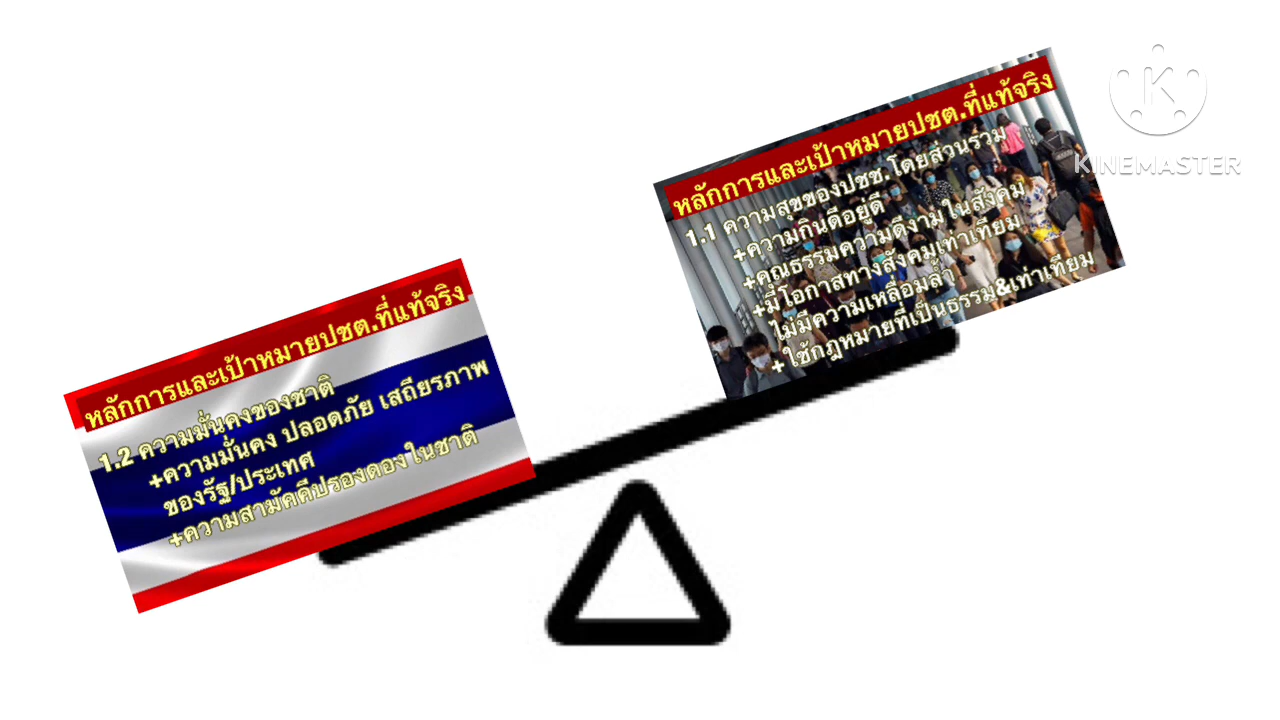 หลักการและเป้าหมายปชต.ที่แท้จริง
1.2 ความมั่นคงของชาติ
+ความมั่นคง ปลอดภัย เสถียรภาพ
ของรัฐ/ประเทศ
+ความสามัคคีปรองดองในชาติ
หลักการและเป้าหมายปชต.ที่แท้จริง
1.1 ความสุขของปชช.โดยส่วนรวม
+ความกินดีอยู่ดี
+คุณธรรมความดีงามในสังคม
+มีโอกาสทางสังคมเท่าเทียม
ไม่มีความเหลื่อมล้ำ
+ใช้กฎหมายที่เป็นธรรม&เท่าเทียม
KINEMASTER